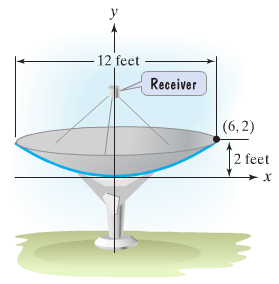 y
12 feet
Receiver
(6, 2)
2 feet
x